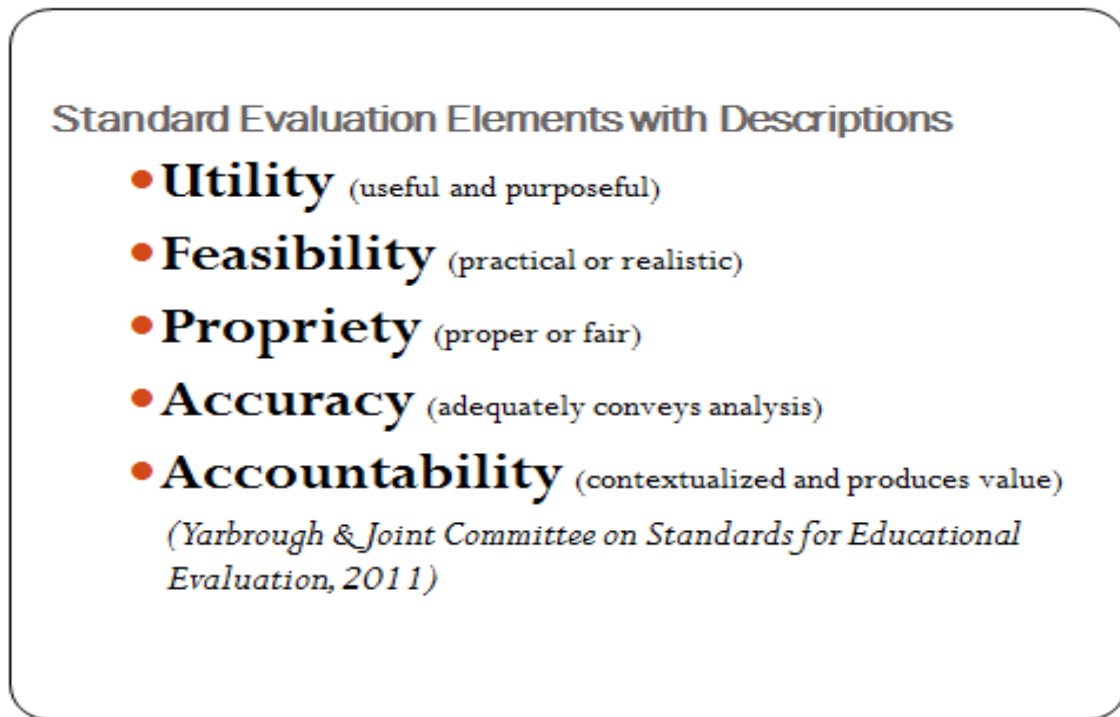 Standard Evaluation Elements with Descriptions
•Utility (useful and purposeful)
•Feasibility (practical or realistic)
•Propriety (proper or fair)
•Accuracy (adequately conveys analysis)
•Accountability (contextualized and produces value)
(Yarbrough & Joint Committee on Standards for Educational
Evaluation, 2011)